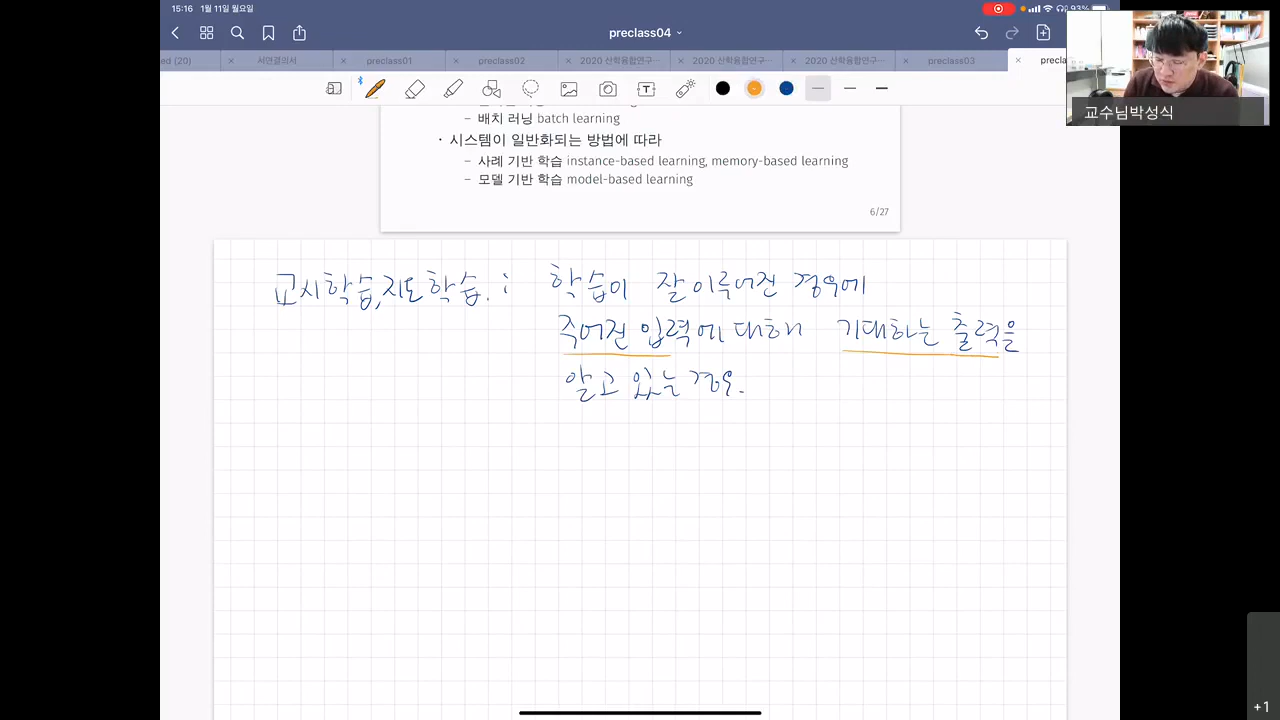 15:16 1월 11일 월요일
93%
preclass04
ed (20)
서연결의서
preclass01
preclass
2020 산학융합연구…
2020 산학융합연구…
2020 산학융합연구…
preclass03
precla
교수님박성식
배치 러닝 batch learning
· 시스템이 일반화되는 방법에 따라
– 사례 기반 학습 instance-based learning, memory-based learning
– 모델 기반 학습 model-based learning
6/27
교시학습,지도학습. : 학습이 잘 이루어진 경우에
주어진 입력에 대해 기대하는 출력을
알고 있는 경우.
+1